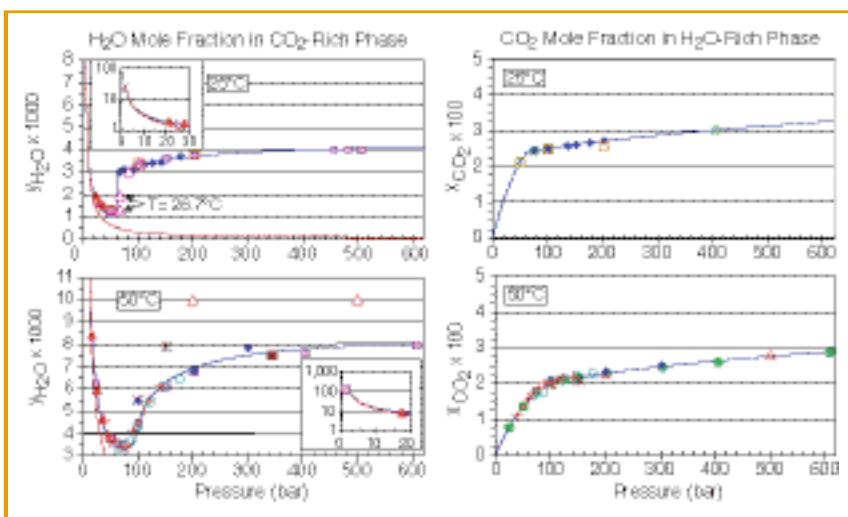 H₂O Mole Fraction in CO₂-Rich Phase
CO₂ Mole Fraction in H₂O-Rich Phase
8
7
6
5
4
3
2
1
0
yH₂O x 1000
100
10
1
0 10 20 30
25°C
T = 26.7°C
0 100 200 300 400 500 600
5
4
3
2
1
0
xCO₂ x 100
25°C
0 100 200 300 400 500 600
11
10
9
8
7
6
5
4
3
yH₂O x 1000
50°C
1,000
100
10
1
0 10 20
0 100 200 300 400 500 600
Pressure (bar)
5
4
3
2
1
0
xCO₂ x 100
50°C
0 100 200 300 400 500 600
Pressure (bar)